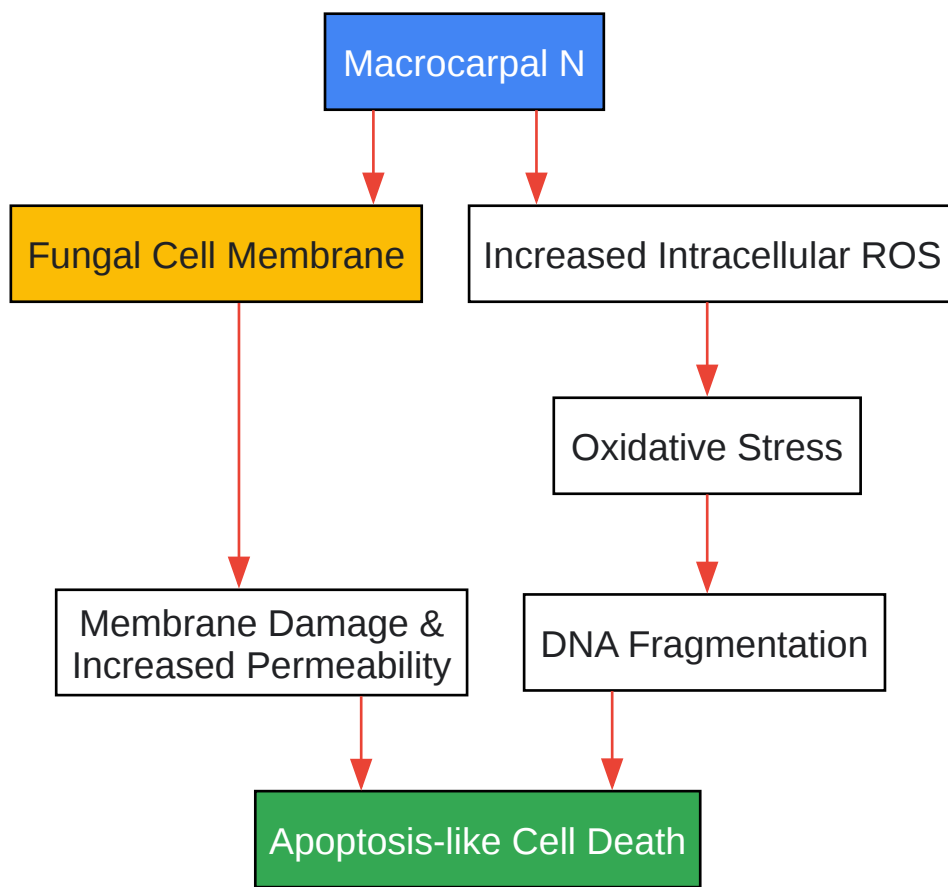 Macrocarpal N
Fungal Cell Membrane
Increased Intracellular ROS
Oxidative Stress
Membrane Damage &
Increased Permeability
DNA Fragmentation
Apoptosis-like Cell Death